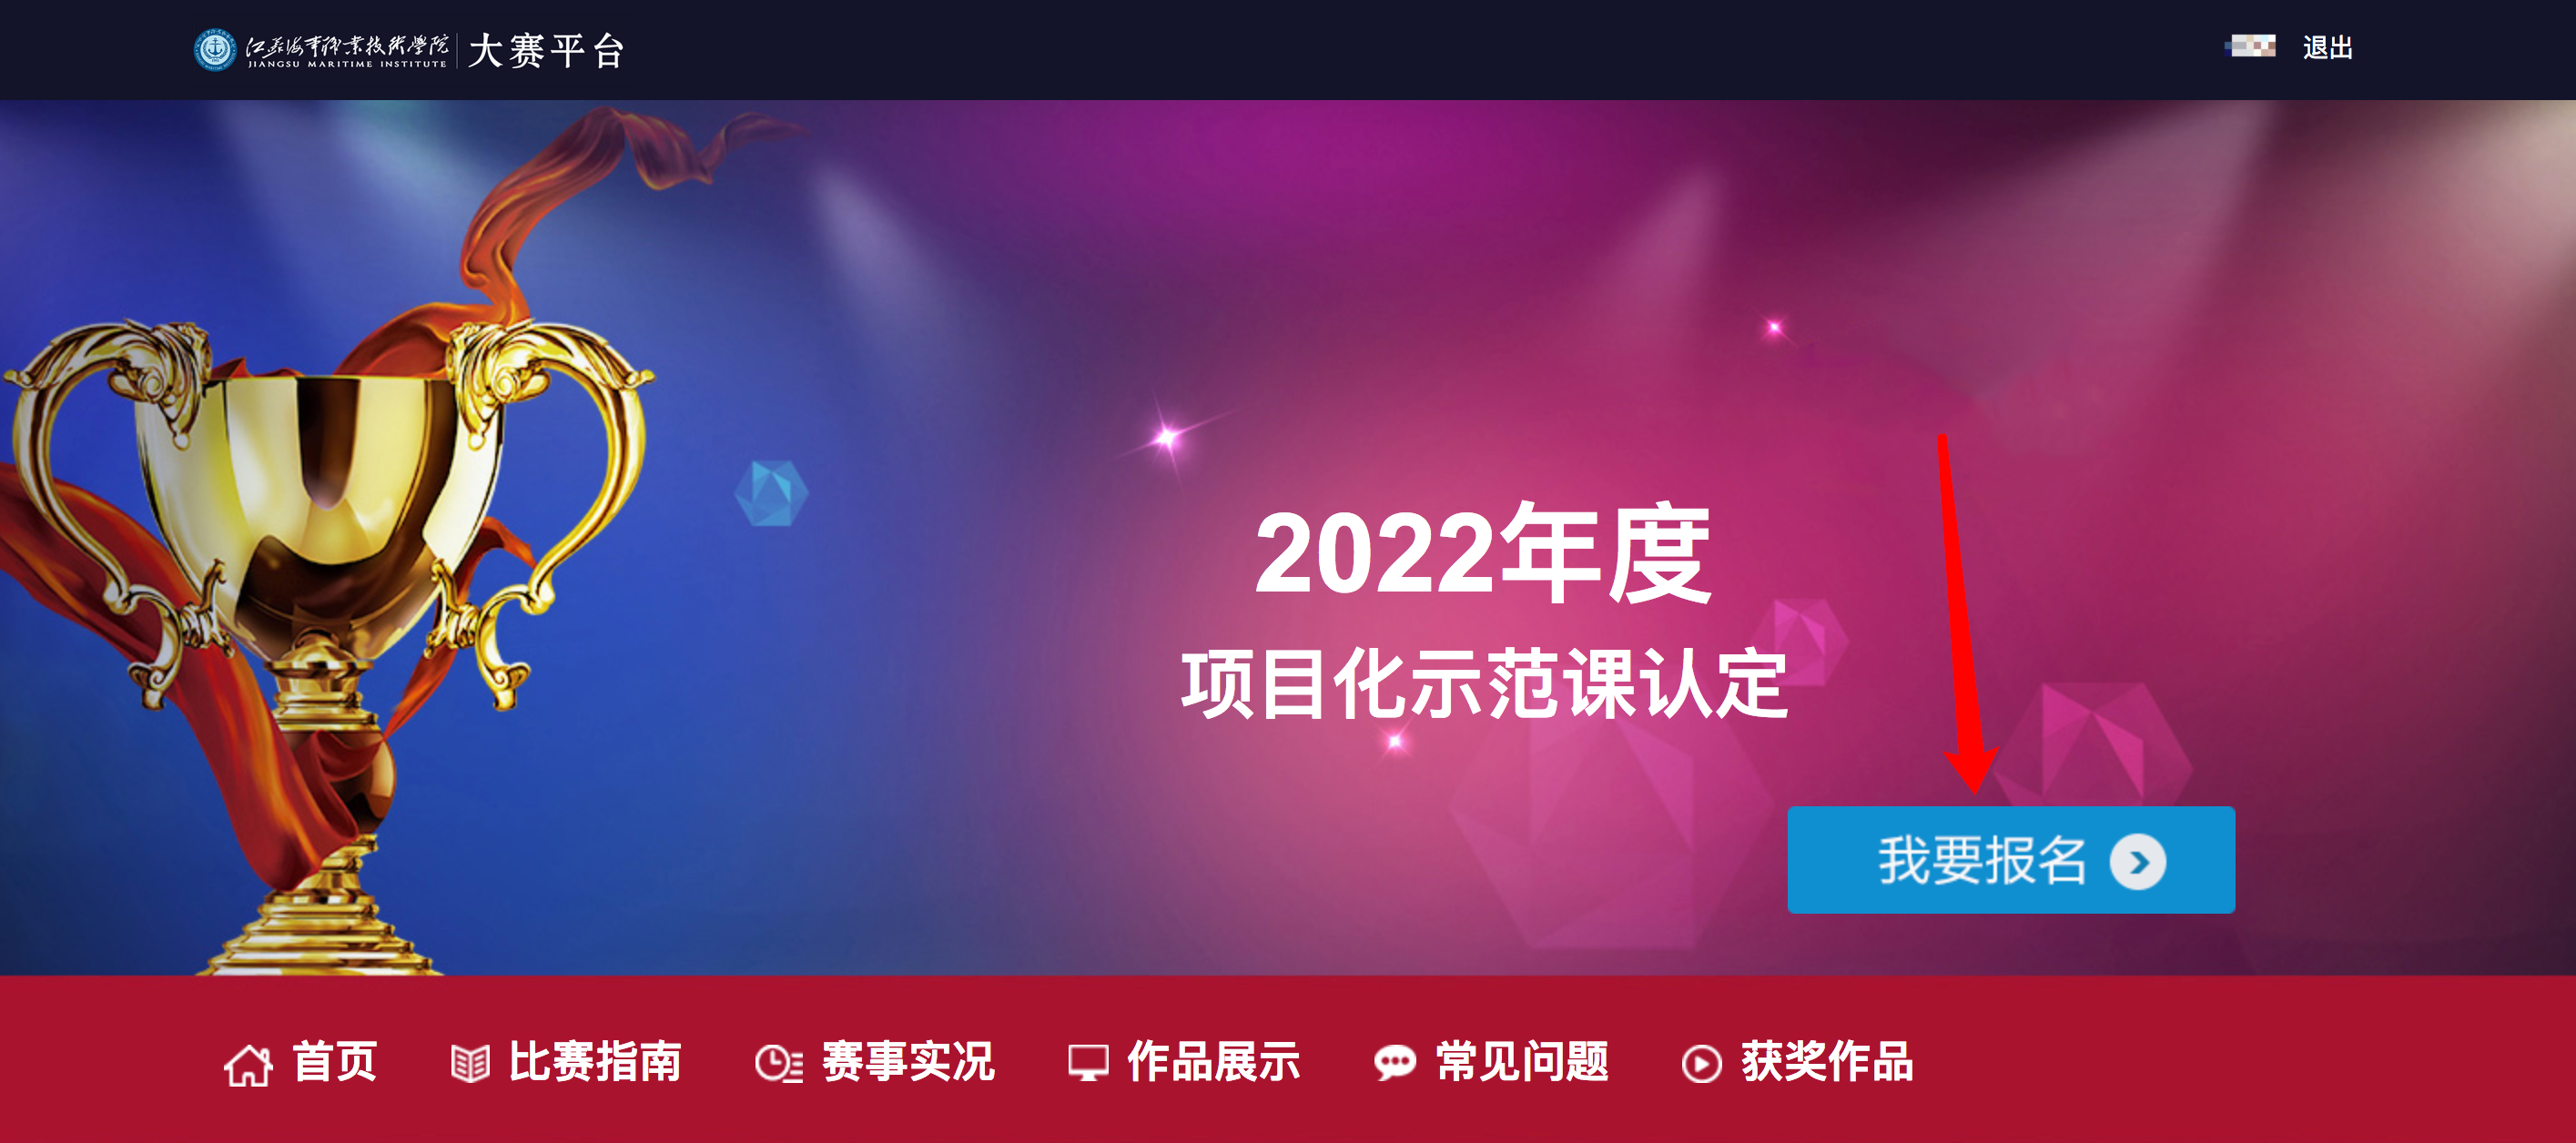 江苏海事职业技术學院
JIANGSU MARITIME INSTITUTE
大赛平台
退出
2022年度
项目化示范课认定
我要报名
首页
比赛指南
赛事实况
作品展示
常见问题
获奖作品